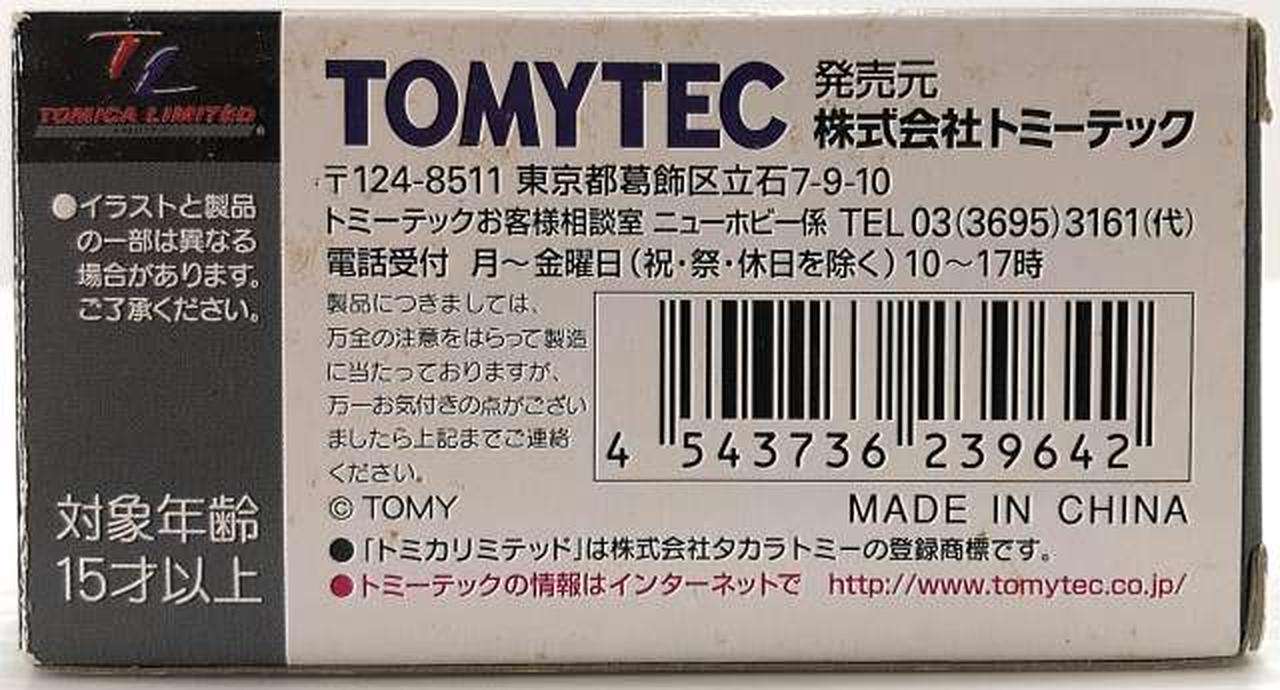 TL
TOMICA LIMITED
®
●イラストと製品
の一部は異なる
場合があります。
ご了承ください。
対象年齢
15才以上
TOMYTEC
発売元
株式会社トミーテック
〒124-8511 東京都葛飾区立石7-9-10
トミーテックお客様相談室 ニューホビー係 TEL 03(3695)3161(代)
電話受付 月～金曜日(祝・祭・休日を除く) 10～17時
製品につきましては、
万全の注意をはらって製造
に当たっておりますが、
万一お気付きの点がござい
ましたら上記までご連絡
ください。
4 543736 239642
© TOMY
MADE IN CHINA
●「トミカリミテッド」は株式会社タカラトミーの登録商標です。
●トミーテックの情報はインターネットで http://www.tomytec.co.jp/